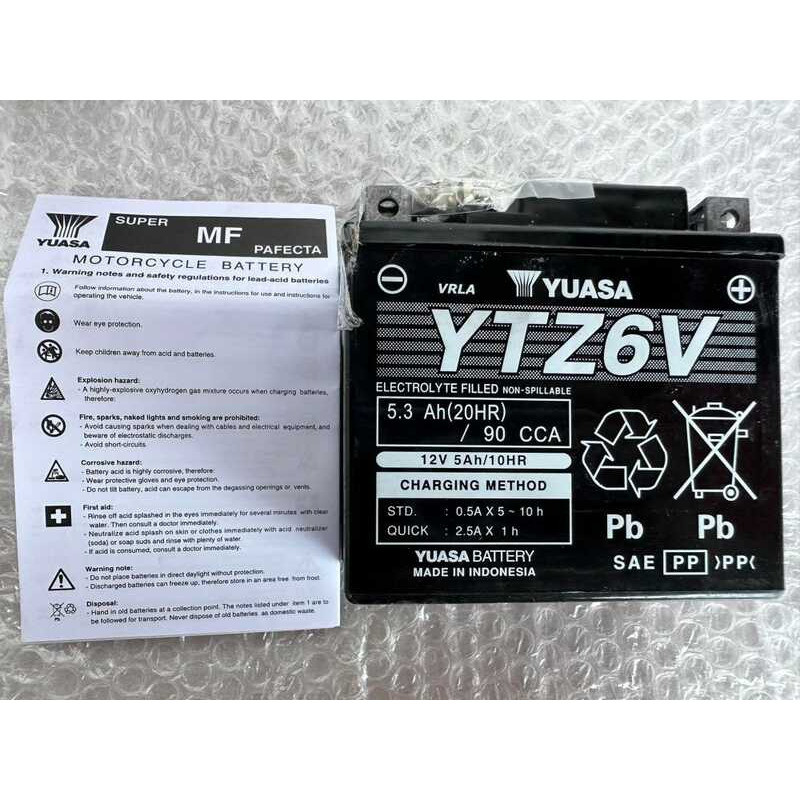 YUASA
SUPER
MF
PAFECTA
MOTORCYCLE BATTERY
1. Warning notes and safety regulations for lead-acid batteries
Follow information about the battery, in the instructions for use and instructions for
operating the vehicle.
Wear eye protection.
Keep children away from acid and batteries.
Explosion hazard:
- A highly-explosive oxyhydrogen gas mixture occurs when charging batteries,
therefore:
Fire, sparks, naked lights and smoking are prohibited:
- Avoid causing sparks when dealing with cables and electrical equipment, and
beware of electrostatic discharges.
- Avoid short-circuits.
Corrosive hazard:
- Battery acid is highly corrosive, therefore:
- Wear protective gloves and eye protection.
- Do not tilt battery, acid can escape from the degassing openings or vents.
First aid:
- Rinse off acid splashed in the eyes immediately for several minutes with clear
water. Then consult a doctor immediately.
- Neutralize acid splash on skin or clothes immediately with acid neutralizer
(soda) or soap suds and rinse with plenty of water.
- If acid is consumed, consult a doctor immediately.
Warning note:
- Do not place batteries in direct daylight without protection.
- Discharged batteries can freeze up, therefore store in an area free from frost.
Pb
Disposal:
- Hand in old batteries at a collection point. The notes listed under item 1 are to
be followed for transport. Never dispose of old batteries as domestic waste.
VRLA
YUASA
YTZ6V
ELECTROLYTE FILLED NON-SPILLABLE
5.3 Ah(20HR)
/ 90 CCA
12V 5Ah/10HR
CHARGING METHOD
STD. : 0.5A X 5~10h
QUICK : 2.5A X 1h
YUASA BATTERY
MADE IN INDONESIA
Pb Pb
SAE PP >PP<